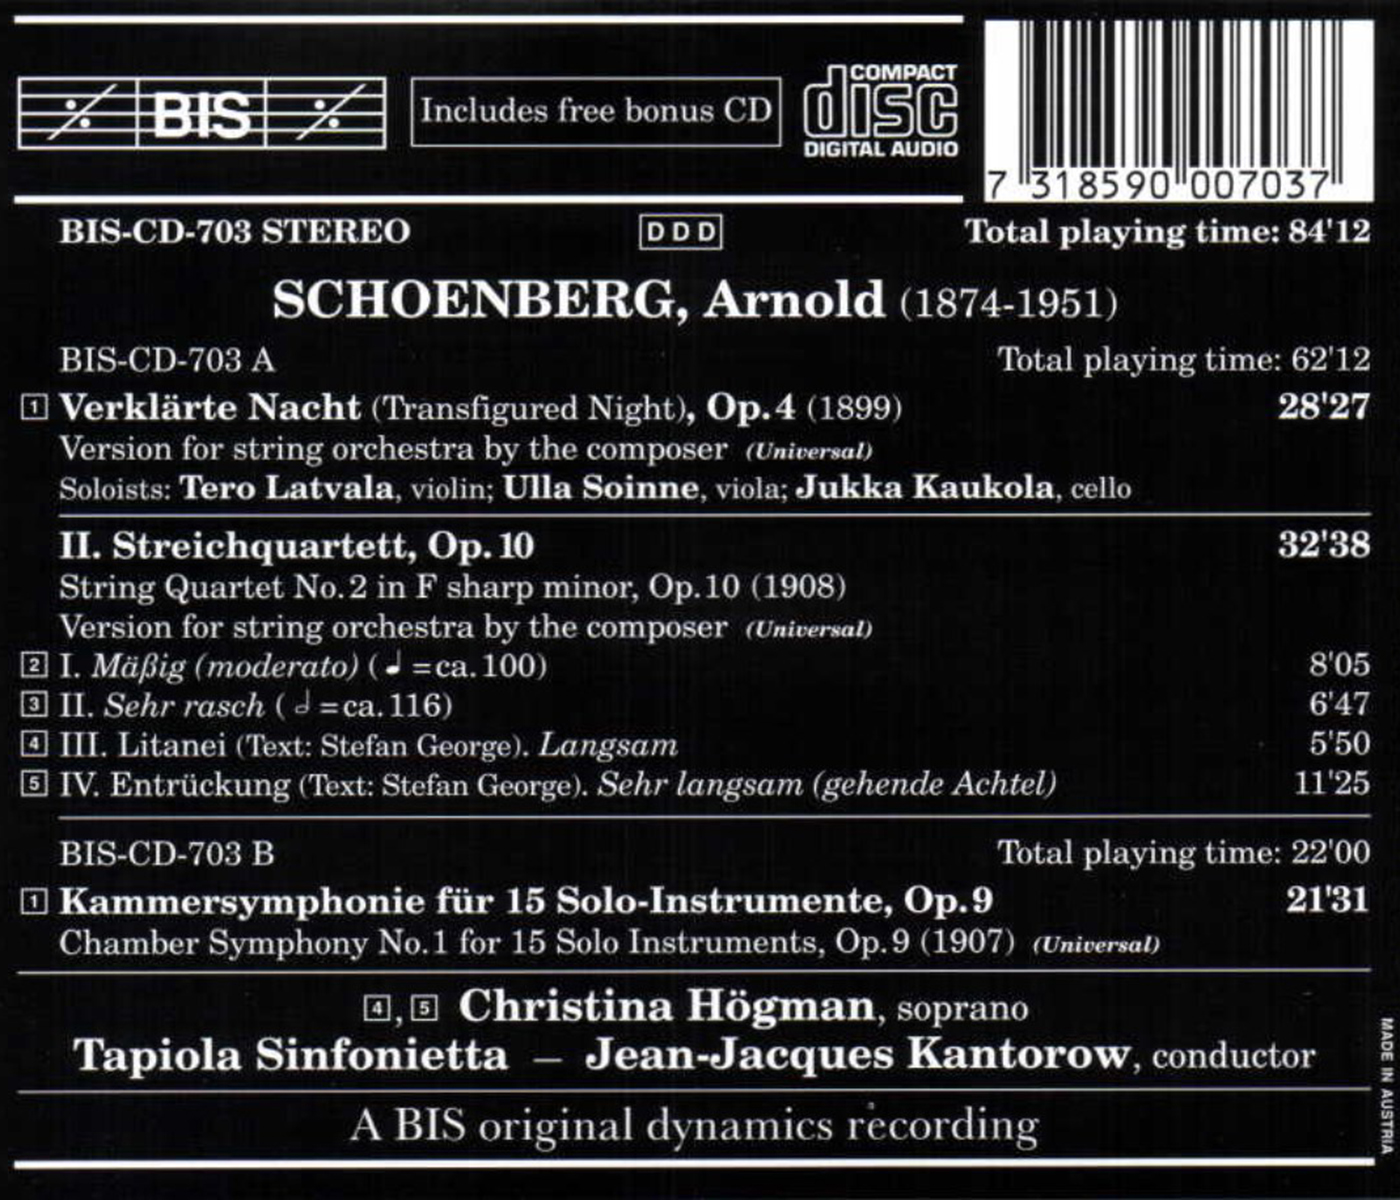 BIS
Includes free bonus CD
COMPACT
disc
DIGITAL AUDIO
7 318590 007037
BIS-CD-703 STEREO
D D D
Total playing time: 84'12
SCHOENBERG, Arnold (1874-1951)
BIS-CD-703 A Total playing time: 62'12
1 Verklärte Nacht (Transfigured Night), Op. 4 (1899) 28'27
Version for string orchestra by the composer (Universal)
Soloists: Tero Latvala, violin; Ulla Soinne, viola; Jukka Kaukola, cello
II. Streichquartett, Op. 10 32'38
String Quartet No. 2 in F sharp minor, Op. 10 (1908)
Version for string orchestra by the composer (Universal)
2 I. Mäßig (moderato) (♩ = ca. 100) 8'05
3 II. Sehr rasch (𝅗𝅥 = ca. 116) 6'47
4 III. Litanei (Text: Stefan George). Langsam 5'50
5 IV. Entrückung (Text: Stefan George). Sehr langsam (gehende Achtel) 11'25
BIS-CD-703 B Total playing time: 22'00
1 Kammersymphonie für 15 Solo-Instrumente, Op. 9 21'31
Chamber Symphony No. 1 for 15 Solo Instruments, Op. 9 (1907) (Universal)
4, 5 Christina Högman, soprano
Tapiola Sinfonietta – Jean-Jacques Kantorow, conductor
A BIS original dynamics recording
MADE IN AUSTRIA